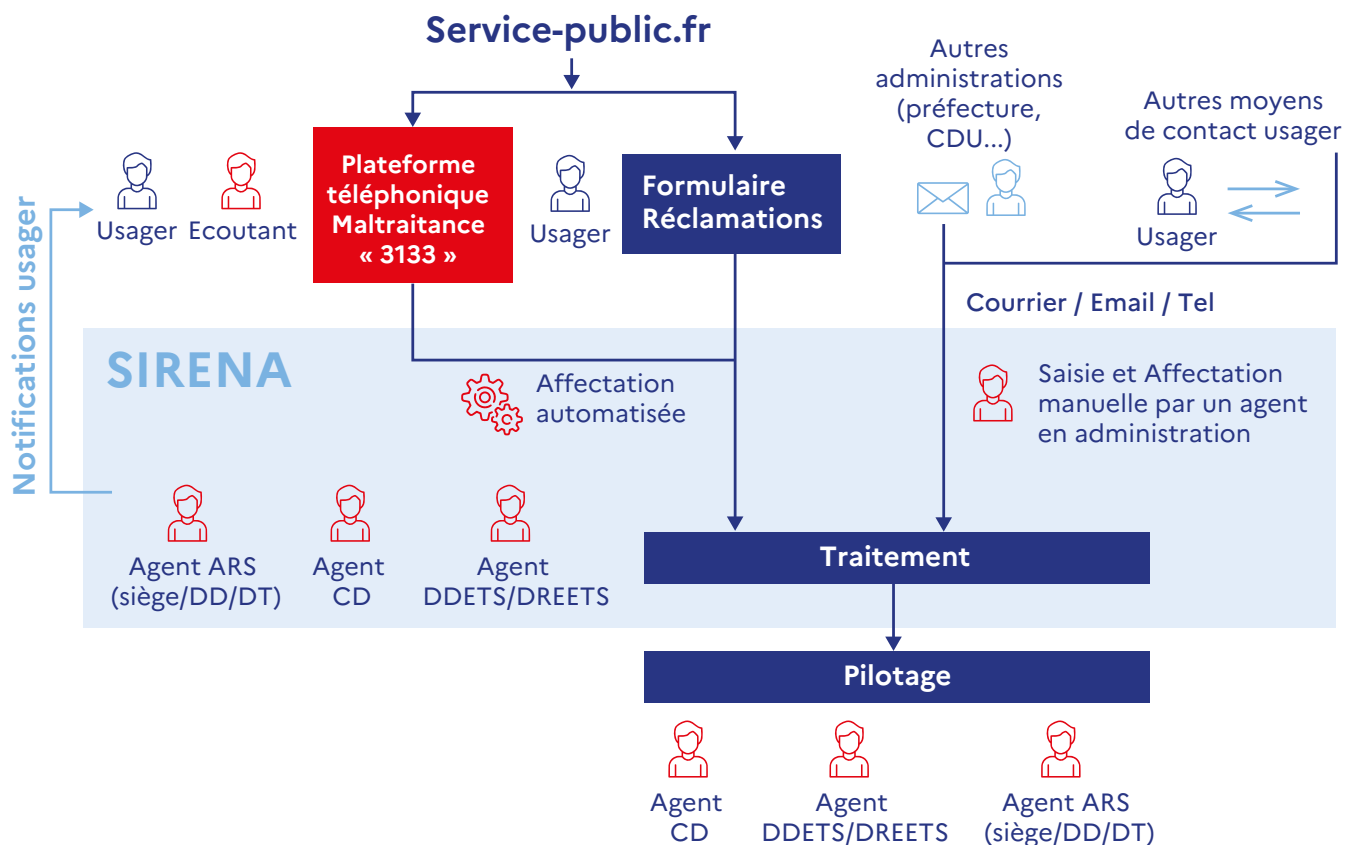 Service-public.fr
Autres
administrations
(préfecture,
CDU...)
Autres moyens
de contact usager
Usager
Ecoutant
Plateforme
téléphonique
Maltraitance
« 3133 »
Usager
Formulaire
Réclamations
Usager
Notifications usager
Courrier / Email / Tel
SIRENA
Affectation
automatisée
Saisie et Affectation
manuelle par un agent
en administration
Agent ARS
(siège/DD/DT)
Agent
CD
Agent
DDETS/DREETS
Traitement
Pilotage
Agent
CD
Agent
DDETS/DREETS
Agent ARS
(siège/DD/DT)